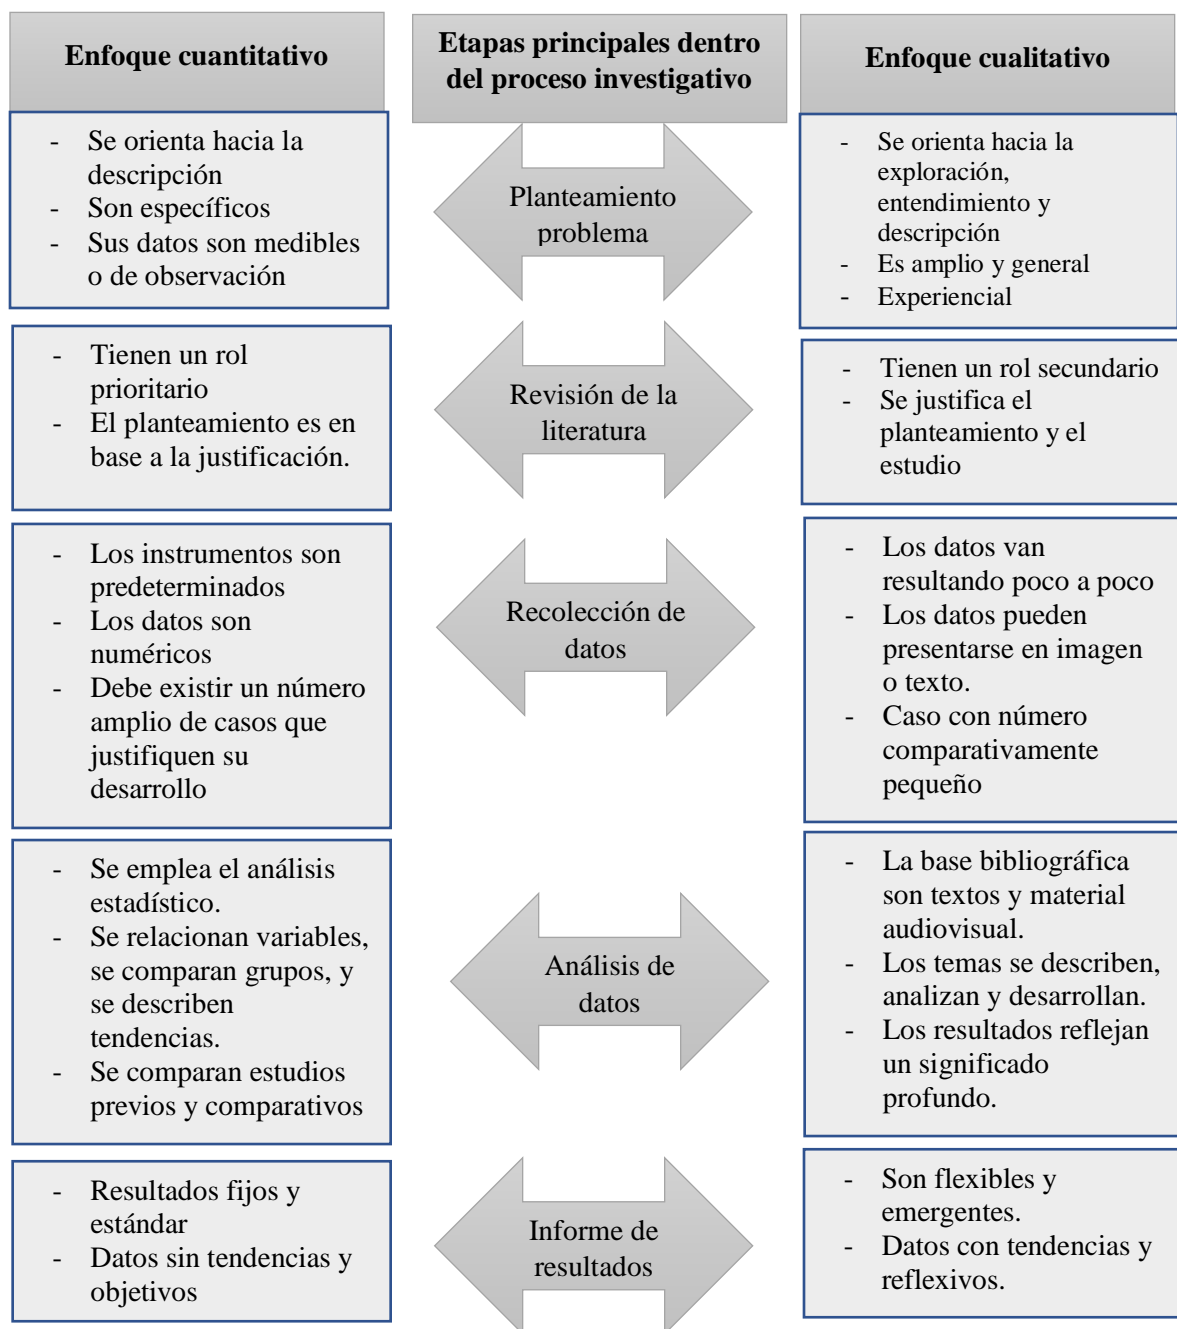 Enfoque cuantitativo
Etapas principales dentro
del proceso investigativo
Enfoque cualitativo
- Se orienta hacia la
descripción
- Son específicos
- Sus datos son medibles
o de observación
Planteamiento
problema
- Se orienta hacia la
exploración,
entendimiento y
descripción
- Es amplio y general
- Experiencial
- Tienen un rol
prioritario
- El planteamiento es en
base a la justificación.
Revisión de la
literatura
- Tienen un rol secundario
- Se justifica el
planteamiento y el
estudio
- Los instrumentos son
predeterminados
- Los datos son
numéricos
- Debe existir un número
amplio de casos que
justifiquen su
desarrollo
Recolección de
datos
- Los datos van
resultando poco a poco
- Los datos pueden
presentarse en imagen
o texto.
- Caso con número
comparativamente
pequeño
- Se emplea el análisis
estadístico.
- Se relacionan variables,
se comparan grupos, y
se describen
tendencias.
- Se comparan estudios
previos y comparativos
Análisis de
datos
- La base bibliográfica
son textos y material
audiovisual.
- Los temas se describen,
analizan y desarrollan.
- Los resultados reflejan
un significado
profundo.
- Resultados fijos y
estándar
- Datos sin tendencias y
objetivos
Informe de
resultados
- Son flexibles y
emergentes.
- Datos con tendencias y
reflexivos.